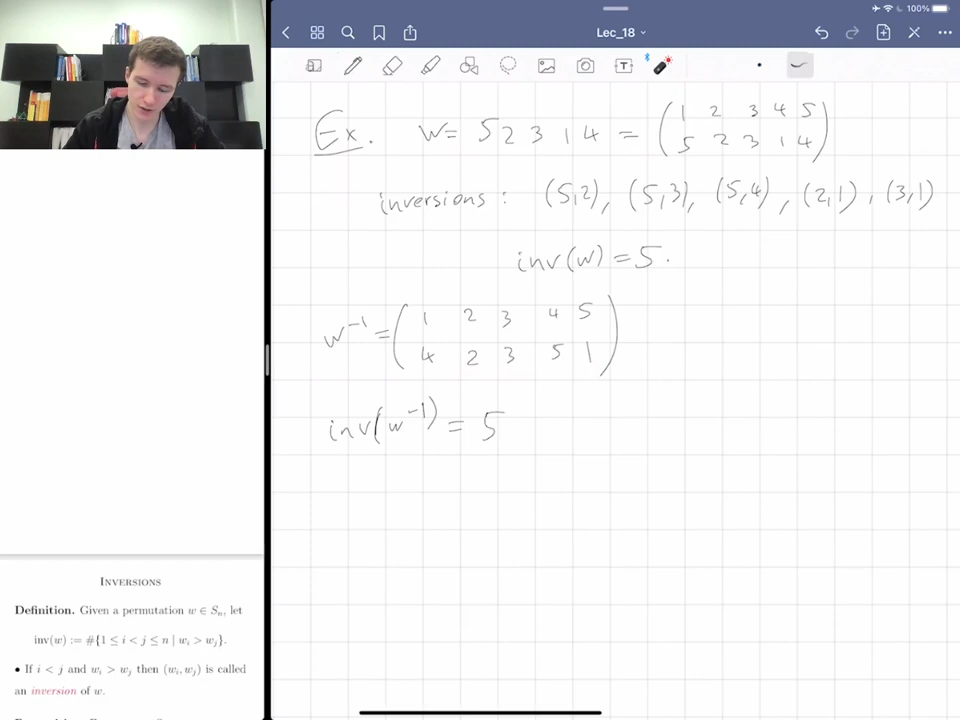 100%
Lec_18
Ex. W = 5 2 3 1 4 = ( 1 2 3 4 5
5 2 3 1 4 )
inversions : (5,2), (5,3), (5,4), (2,1), (3,1)
inv(w) = 5.
w⁻¹ = ( 1 2 3 4 5
4 2 3 5 1 )
inv(w⁻¹) = 5
INVERSIONS
Definition. Given a permutation w ∈ Sₙ, let
inv(w) := #{1 ≤ i < j ≤ n | wᵢ > wⱼ}.
• If i < j and wᵢ > wⱼ then (wᵢ, wⱼ) is called
an inversion of w.